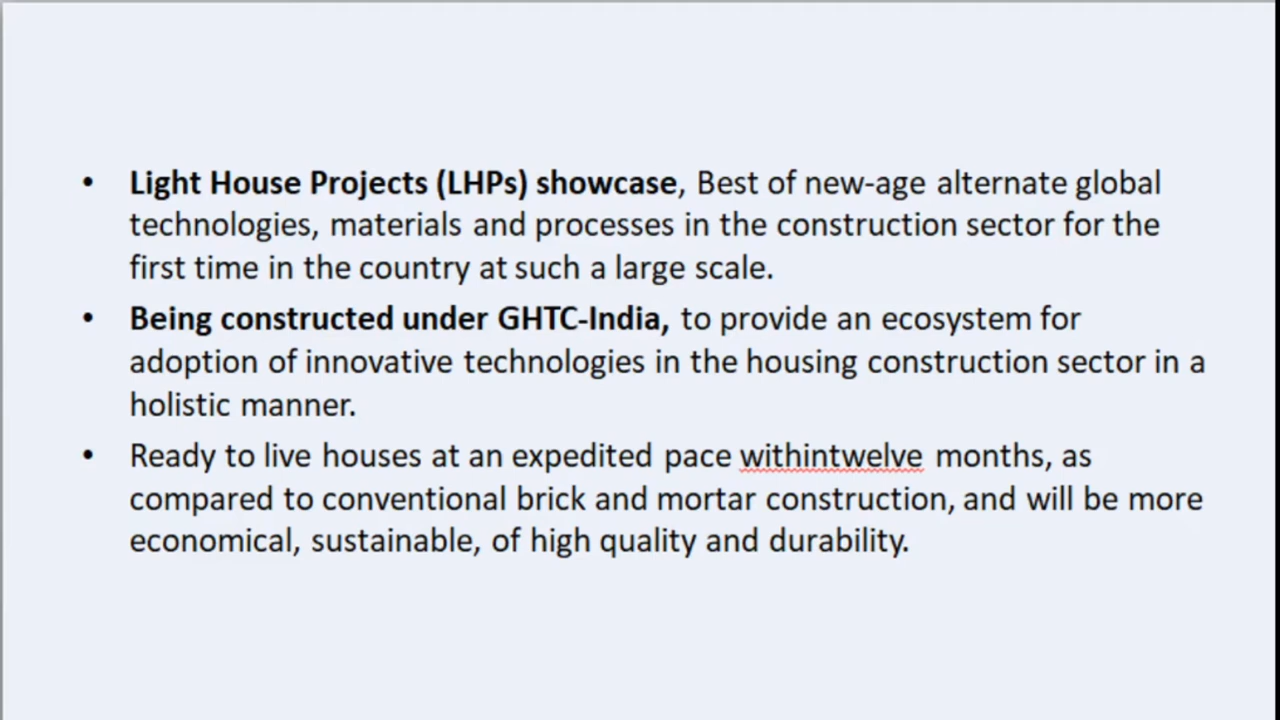 • Light House Projects (LHPs) showcase, Best of new-age alternate global
technologies, materials and processes in the construction sector for the
first time in the country at such a large scale.
• Being constructed under GHTC-India, to provide an ecosystem for
adoption of innovative technologies in the housing construction sector in a
holistic manner.
• Ready to live houses at an expedited pace withintwelve months, as
compared to conventional brick and mortar construction, and will be more
economical, sustainable, of high quality and durability.